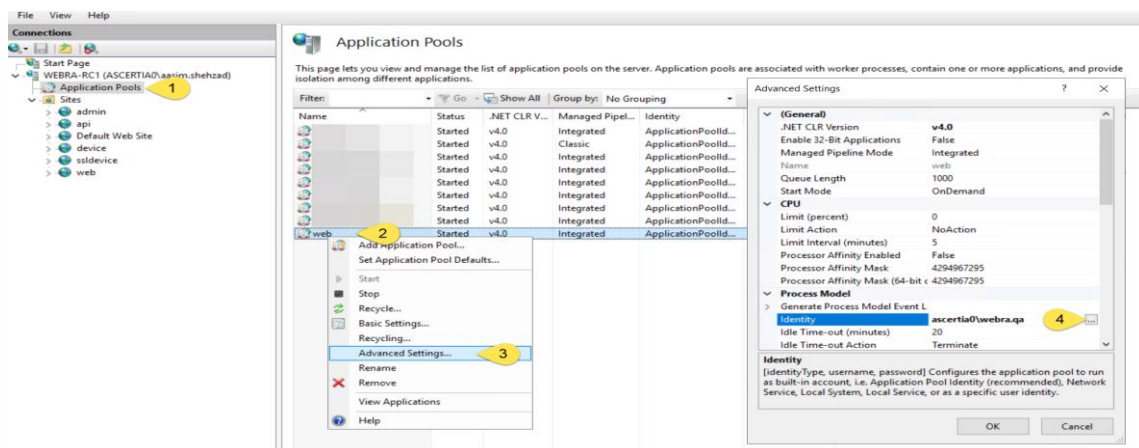 File View Help
Connections
Start Page
WEBRA-RC1 (ASCERTIA0\aasim.shehzad)
Application Pools
1
Sites
admin
api
Default Web Site
device
ssldevice
web
Application Pools
This page lets you view and manage the list of application pools on the server. Application pools are associated with worker processes, contain one or more applications, and provide
isolation among different applications.
Filter: Go Show All Group by: No Grouping
Name Status .NET CLR V... Managed Pipel... Identity
Started v4.0 Integrated ApplicationPoolId...
Started v4.0 Classic ApplicationPoolId...
Started v4.0 Integrated ApplicationPoolId...
Started v4.0 Integrated ApplicationPoolId...
Started v4.0 Integrated ApplicationPoolId...
Started v4.0 Integrated ApplicationPoolId...
Started v4.0 Integrated ApplicationPoolId...
Started v4.0 Integrated ApplicationPoolId...
web 2 Started v4.0 Integrated ApplicationPoolId...
Add Application Pool...
Set Application Pool Defaults...
Start
Stop
Recycle...
Basic Settings...
Recycling...
Advanced Settings... 3
Rename
Remove
View Applications
Help
Advanced Settings ? ×
(General)
.NET CLR Version v4.0
Enable 32-Bit Applications False
Managed Pipeline Mode Integrated
Name web
Queue Length 1000
Start Mode OnDemand
CPU
Limit (percent) 0
Limit Action NoAction
Limit Interval (minutes) 5
Processor Affinity Enabled False
Processor Affinity Mask 4294967295
Processor Affinity Mask (64-bit c 4294967295
Process Model
Generate Process Model Event L
Identity ascertia0\webra.qa 4 ...
Idle Time-out (minutes) 20
Idle Time-out Action Terminate
Identity
[identityType, username, password] Configures the application pool to run
as built-in account, i.e. Application Pool Identity (recommended), Network
Service, Local System, Local Service, or as a specific user identity.
OK Cancel